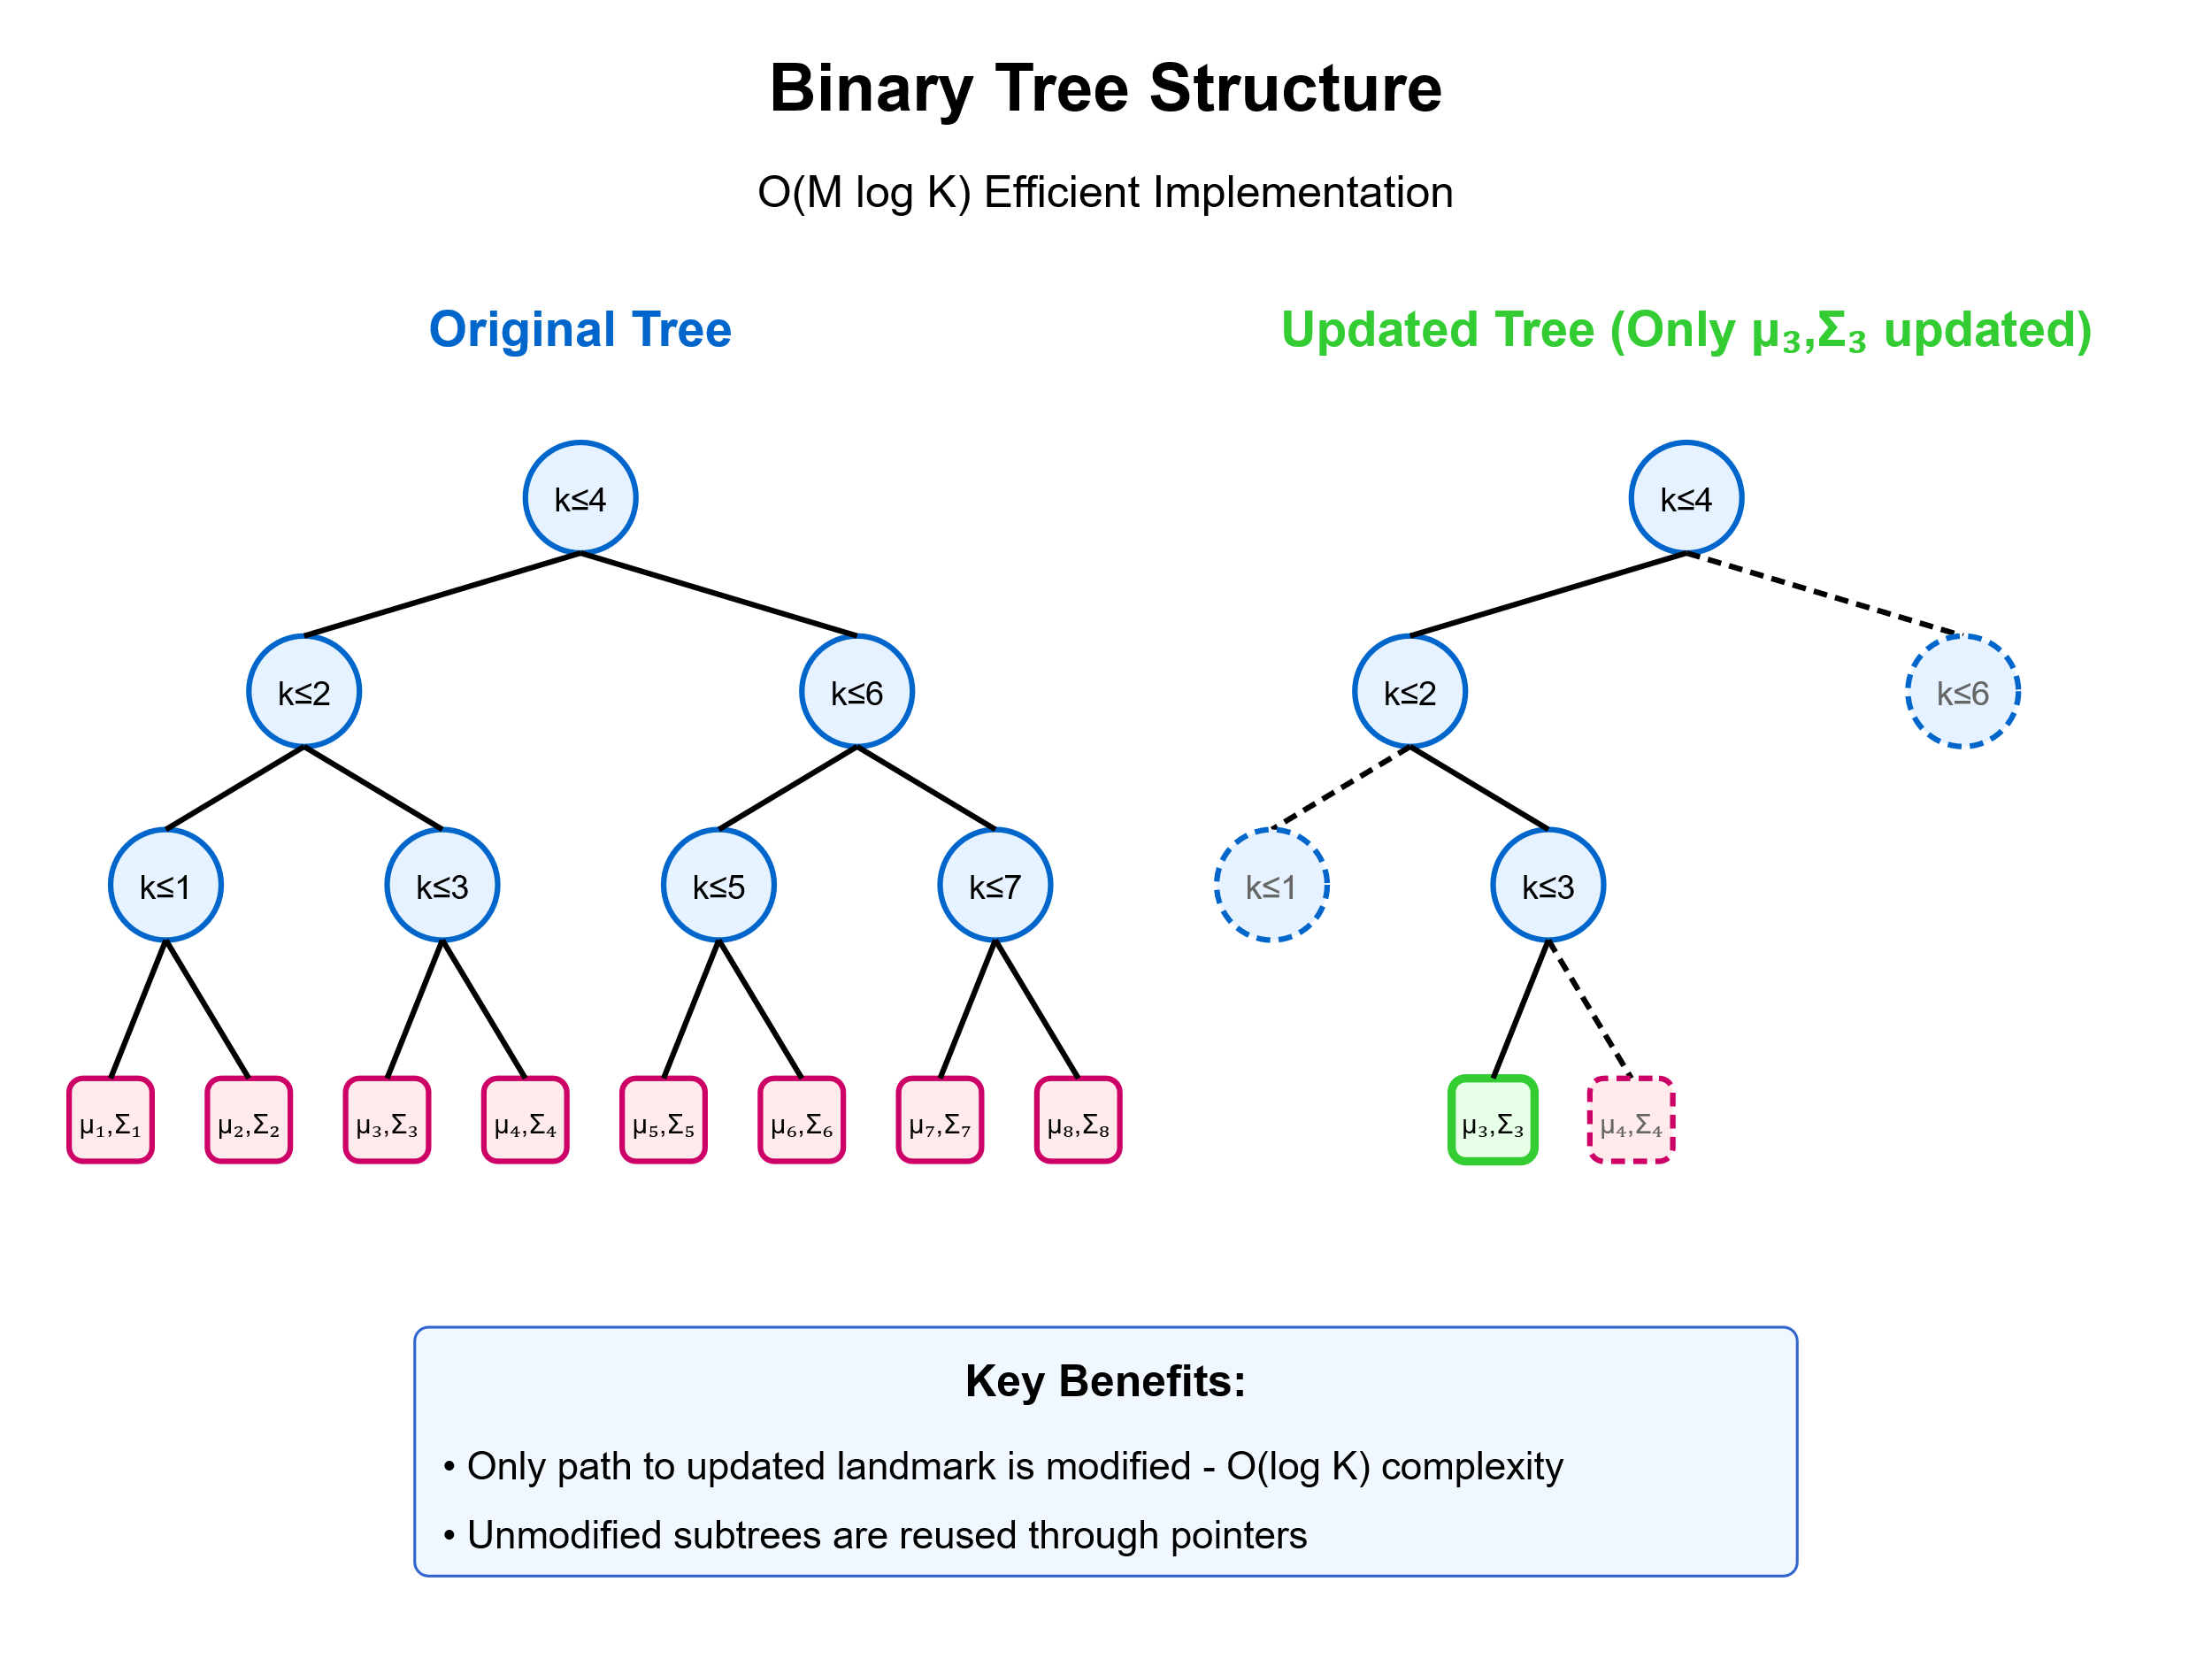 Binary Tree Structure
O(M log K) Efficient Implementation
Original Tree
Updated Tree (Only μ₃,Σ₃ updated)
k≤4
k≤4
k≤2
k≤6
k≤2
k≤6
k≤1
k≤3
k≤5
k≤7
k≤1
k≤3
μ₁,Σ₁
μ₂,Σ₂
μ₃,Σ₃
μ₄,Σ₄
μ₅,Σ₅
μ₆,Σ₆
μ₇,Σ₇
μ₈,Σ₈
μ₃,Σ₃
μ₄,Σ₄
Key Benefits:
• Only path to updated landmark is modified - O(log K) complexity
• Unmodified subtrees are reused through pointers